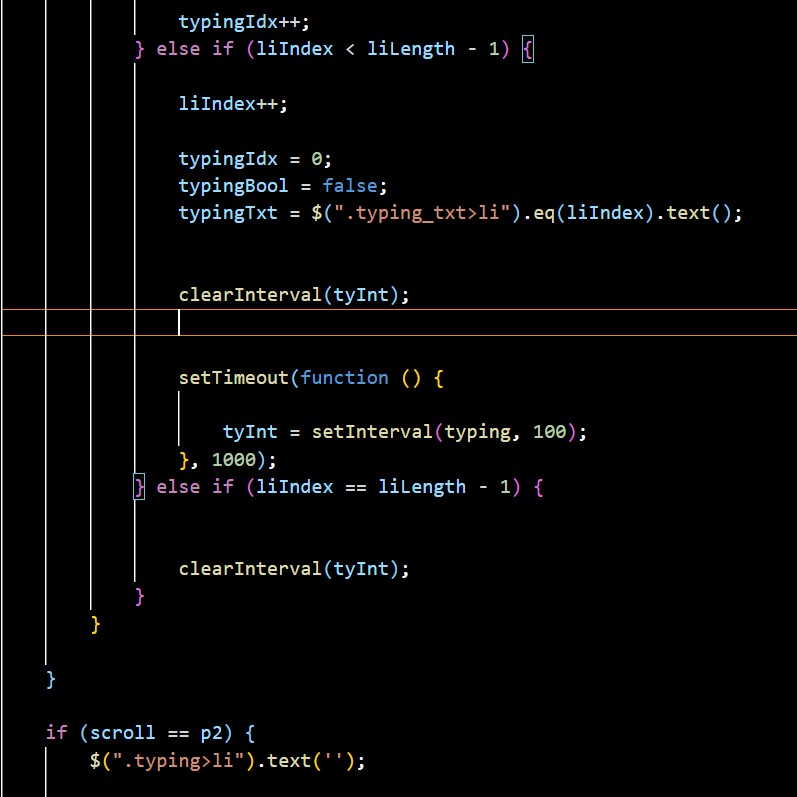 typingIdx++;
} else if (liIndex < liLength - 1) {
liIndex++;
typingIdx = 0;
typingBool = false;
typingTxt = $(".typing_txt>li").eq(liIndex).text();
clearInterval(tyInt);
setTimeout(function () {
tyInt = setInterval(typing, 100);
}, 1000);
} else if (liIndex == liLength - 1) {
clearInterval(tyInt);
}
}
}
if (scroll == p2) {
$(".typing>li").text('');